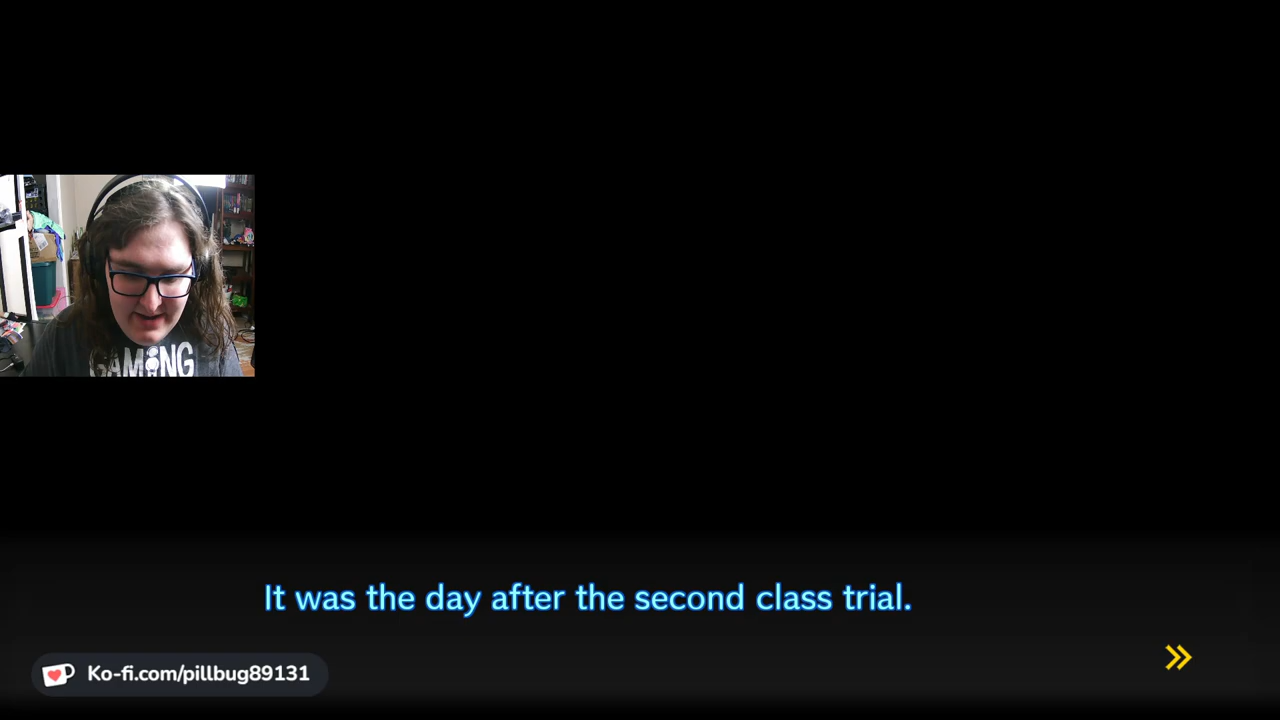 GAMING
It was the day after the second class trial.
Ko-fi.com/pillbug89131